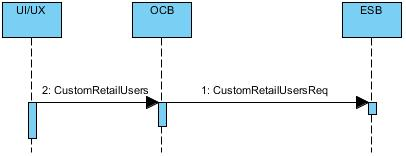 UI/UX
OCB
ESB
2: CustomRetailUsers
1: CustomRetailUsersReq